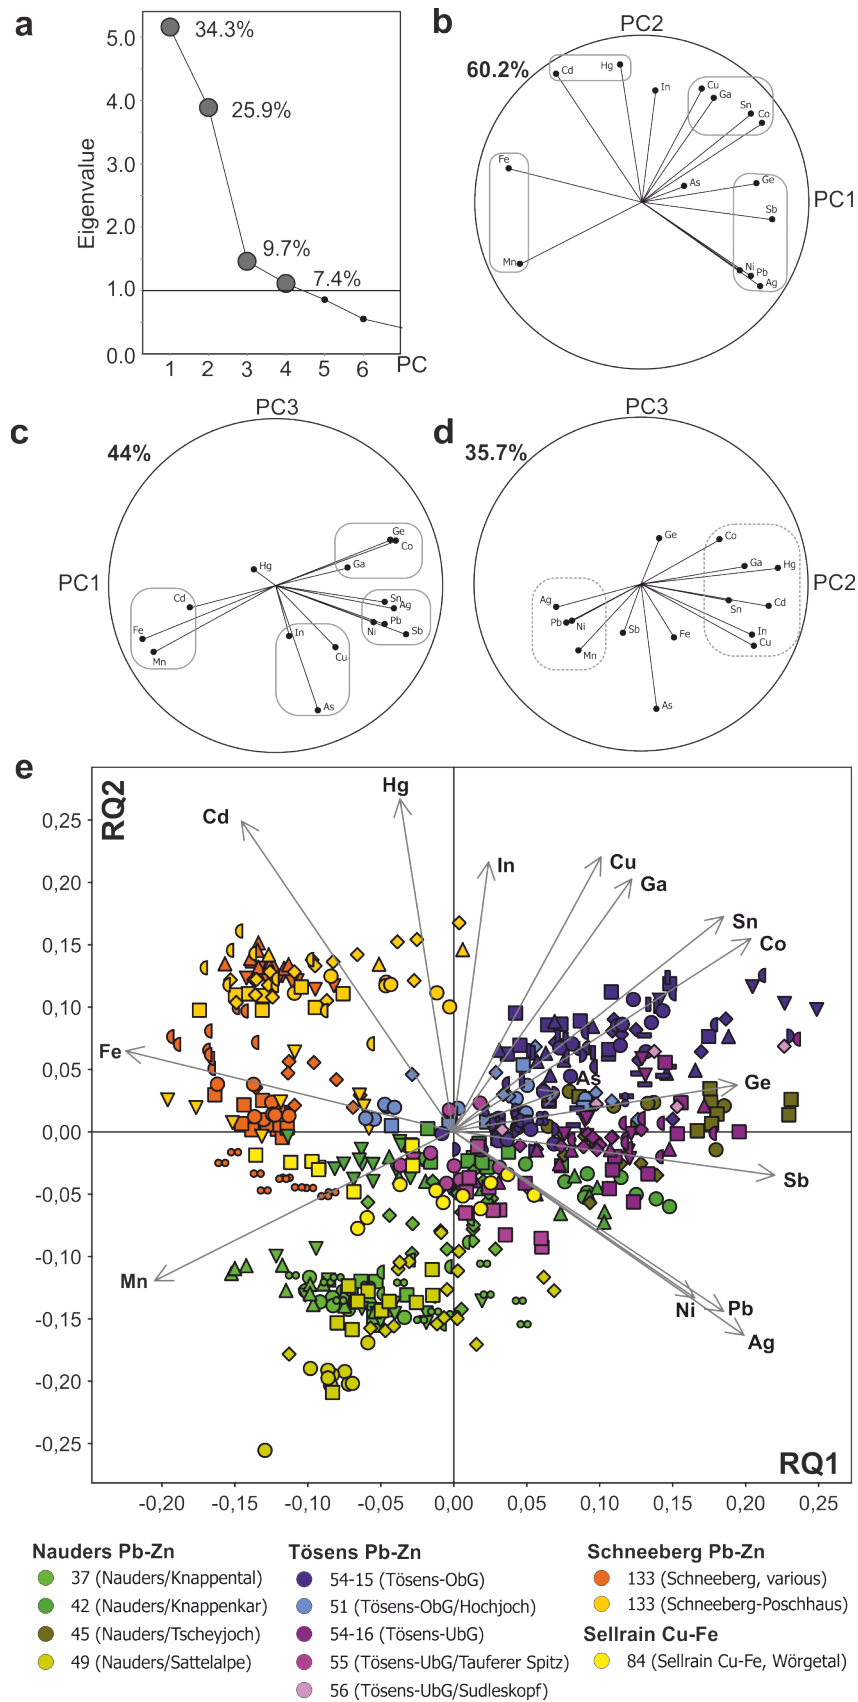 a
Eigenvalue
5.0
4.0
3.0
2.0
1.0
0.0
34.3%
25.9%
9.7%
7.4%
1 2 3 4 5 6 PC
b
PC2
60.2%
PC1
Cd
Hg
In
Cu
Ga
Sn
Co
Fe
As
Ge
Sb
Mn
Ni
Pb
Ag
c
PC3
44%
PC1
Ge
Co
Hg
Ga
Cd
Sn
Ag
Pb
Ni
Sb
Fe
Mn
In
Cu
As
d
PC3
35.7%
PC2
Ge
Co
Ga
Hg
Ag
Sn
Cd
Pb
Ni
Sb
Fe
In
Cu
Mn
As
e
RQ2
0,25
0,20
0,15
0,10
0,05
0,00
-0,05
-0,10
-0,15
-0,20
-0,25
Cd
Hg
In
Cu
Ga
Sn
Co
Fe
As
Ge
Sb
Mn
Ni
Pb
Ag
RQ1
-0,20 -0,15 -0,10 -0,05 0,00 0,05 0,10 0,15 0,20 0,25
Nauders Pb-Zn
37 (Nauders/Knappental)
42 (Nauders/Knappenkar)
45 (Nauders/Tscheyjoch)
49 (Nauders/Sattelalpe)
Tösens Pb-Zn
54-15 (Tösens-ObG)
51 (Tösens-ObG/Hochjoch)
54-16 (Tösens-UbG)
55 (Tösens-UbG/Tauferer Spitz)
56 (Tösens-UbG/Sudleskopf)
Schneeberg Pb-Zn
133 (Schneeberg, various)
133 (Schneeberg-Poschhaus)
Sellrain Cu-Fe
84 (Sellrain Cu-Fe, Wörgetal)